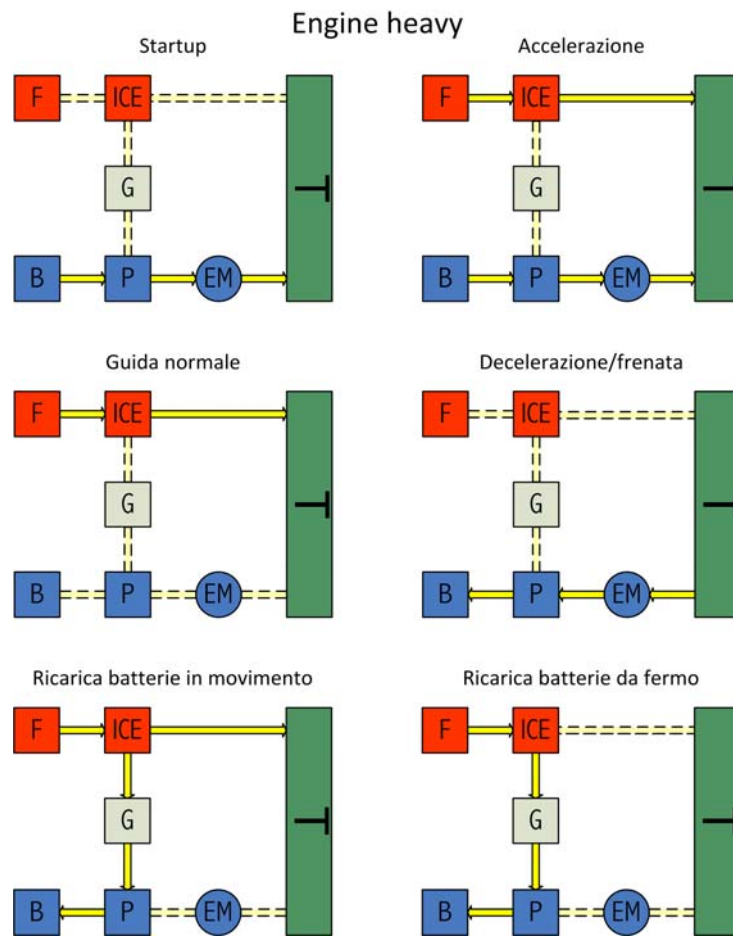 Engine heavy
Startup
Accelerazione
F ICE
F ICE
G
G
B P EM
B P EM
Guida normale
Decelerazione/frenata
F ICE
F ICE
G
G
B P EM
B P EM
Ricarica batterie in movimento
Ricarica batterie da fermo
F ICE
F ICE
G
G
B P EM
B P EM